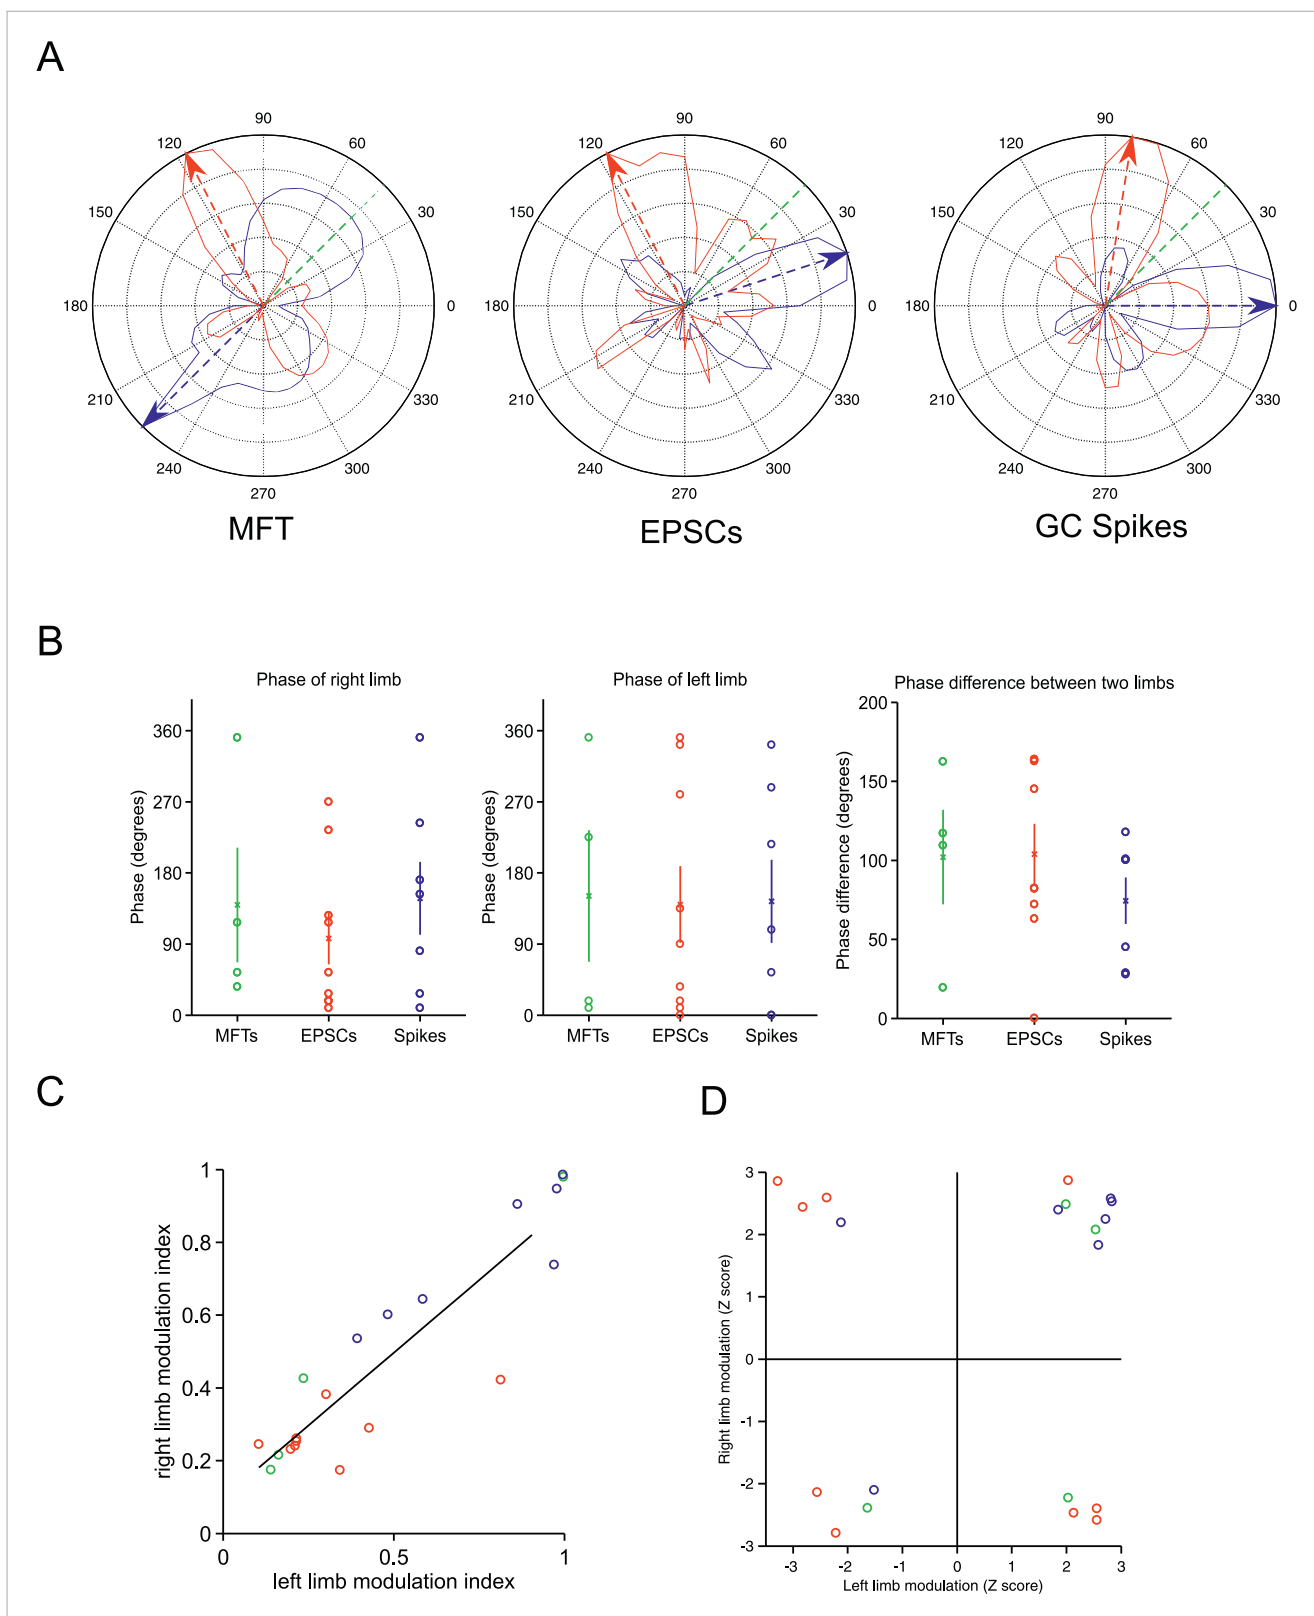 A
90
120
60
150
30
180
0
210
330
240
300
270
MFT
90
120
60
150
30
180
0
210
330
240
300
270
EPSCs
90
120
60
150
30
180
0
210
330
240
300
270
GC Spikes
B
Phase of right limb
Phase (degrees)
360
270
180
90
0
MFTs EPSCs Spikes
Phase of left limb
Phase (degrees)
360
270
180
90
0
MFTs EPSCs Spikes
Phase difference between two limbs
Phase difference (degrees)
200
150
100
50
0
MFTs EPSCs Spikes
C
right limb modulation index
1
0.8
0.6
0.4
0.2
0
0 0.5 1
left limb modulation index
D
Right limb modulation (Z score)
3
2
1
0
-1
-2
-3
-3 -2 -1 0 1 2 3
Left limb modulation (Z score)